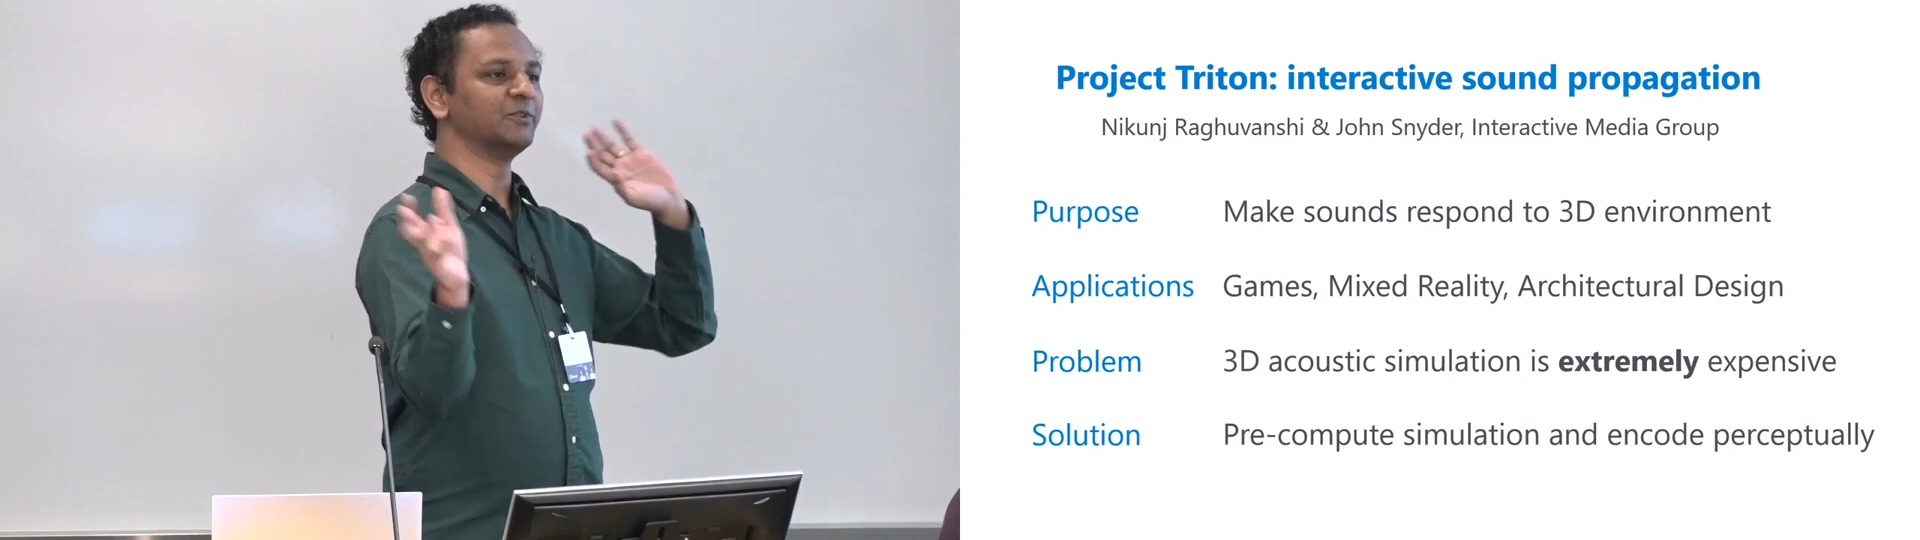 Project Triton: interactive sound propagation
Nikunj Raghuvanshi & John Snyder, Interactive Media Group
Purpose Make sounds respond to 3D environment
Applications Games, Mixed Reality, Architectural Design
Problem 3D acoustic simulation is extremely expensive
Solution Pre-compute simulation and encode perceptually